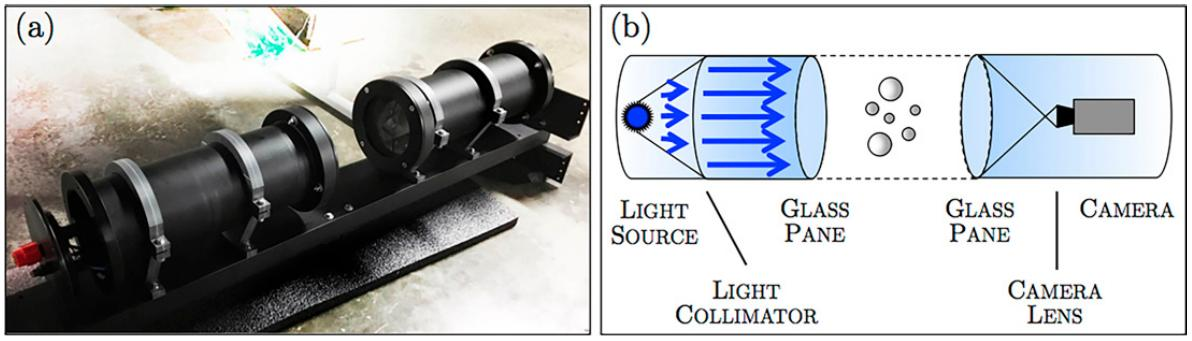 (a)
(b)
LIGHT
SOURCE
GLASS
PANE
GLASS
PANE
CAMERA
LIGHT
COLLIMATOR
CAMERA
LENS